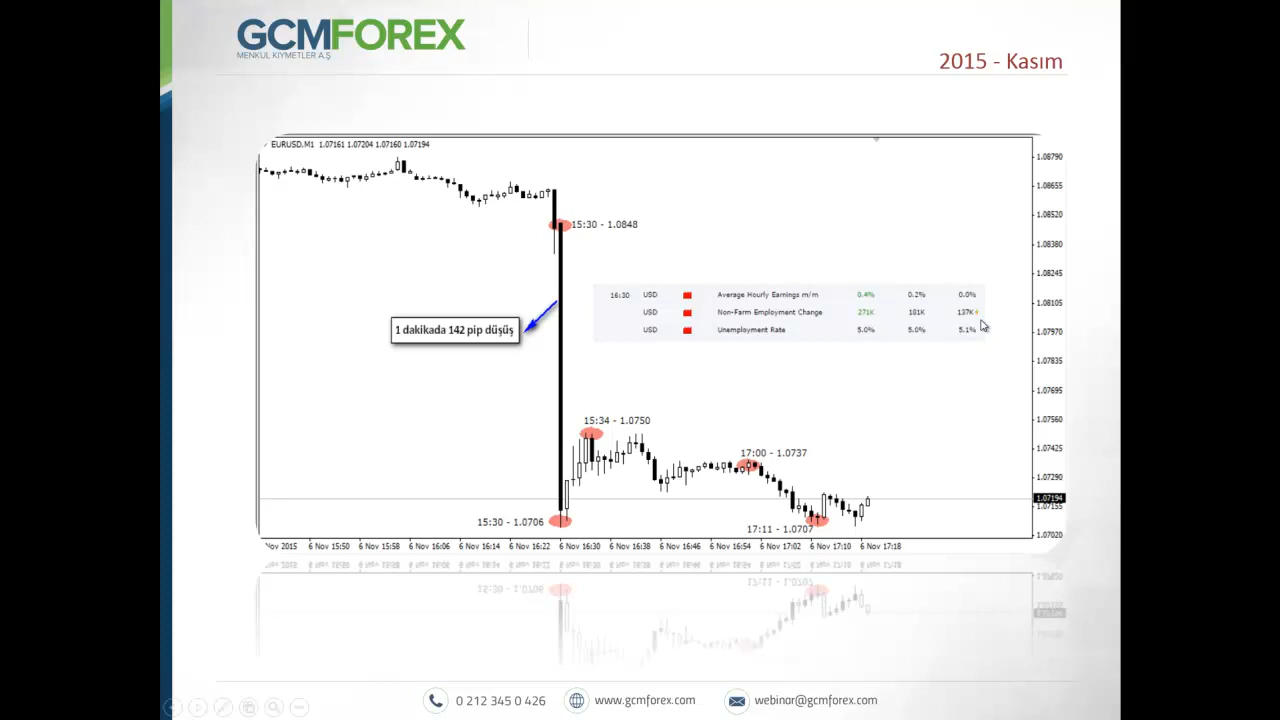 GCMFOREX
MENKUL KIYMETLER A.Ş
2015 - Kasım
EURUSD.M1 1.07161 1.07204 1.07160 1.07194
1.08790
1.08655
1.08520
1.08380
1.08245
1.08105
1.07970
1.07835
1.07695
1.07560
1.07425
1.07290
1.07194
1.07155
1.07020
15:30 - 1.0848
16:30 USD Average Hourly Earnings m/m 0.4% 0.2% 0.0%
USD Non-Farm Employment Change 271K 181K 137K
USD Unemployment Rate 5.0% 5.0% 5.1%
1 dakikada 142 pip düşüş
15:34 - 1.0750
17:00 - 1.0737
15:30 - 1.0706
17:11 - 1.0707
Nov 2015 6 Nov 15:50 6 Nov 15:58 6 Nov 16:06 6 Nov 16:14 6 Nov 16:22 6 Nov 16:30 6 Nov 16:38 6 Nov 16:46 6 Nov 16:54 6 Nov 17:02 6 Nov 17:10 6 Nov 17:18
0 212 345 0 426 www.gcmforex.com webinar@gcmforex.com